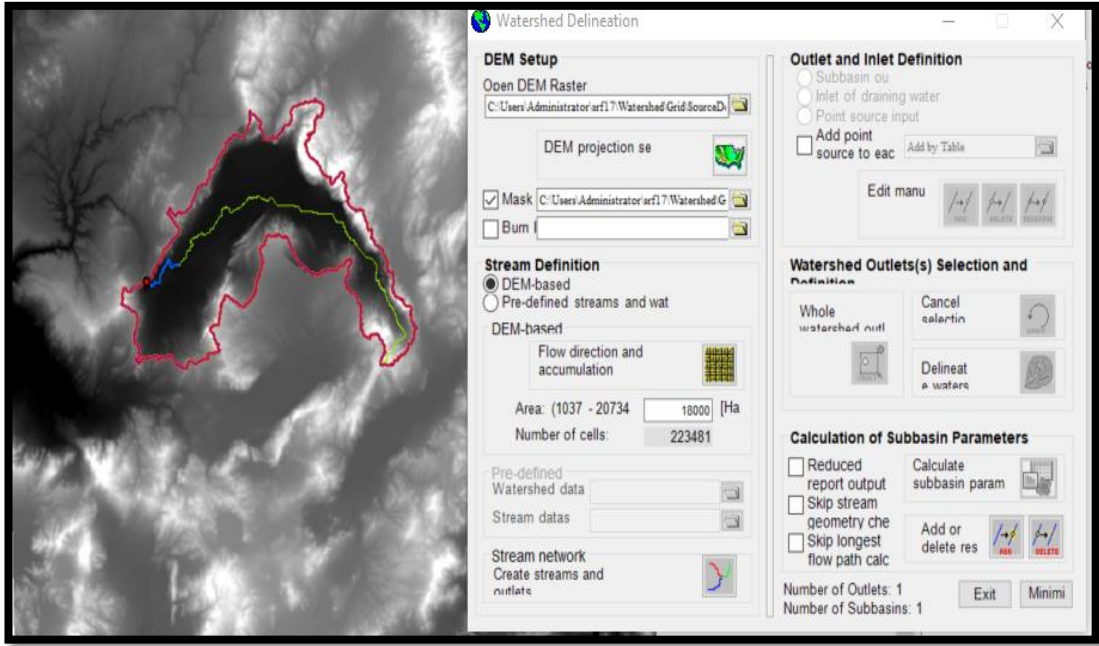 Watershed Delineation
DEM Setup
Open DEM Raster
C:\Users\Administrator\arf17\Watershed\Grid\SourceD
DEM projection se
Mask
C:\Users\Administrator\arf17\Watershed\G
Burn I
Stream Definition
DEM-based
Pre-defined streams and wat
DEM-based
Flow direction and
accumulation
Area: (1037 - 20734
18000
[Ha
Number of cells:
223481
Pre-defined
Watershed data
Stream datas
Stream network
Create streams and
outlets
Outlet and Inlet Definition
Subbasin ou
Inlet of draining water
Point source input
Add point
source to eac
Add by Table
Edit manu
ADD
DELETE
REDEFINE
Watershed Outlets(s) Selection and
Definition
Whole
watershed outl
Cancel
selectio
Delineat
e waters
Calculation of Subbasin Parameters
Reduced
report output
Skip stream
geometry che
Skip longest
flow path calc
Calculate
subbasin param
Add or
delete res
ADD
DELETE
Number of Outlets: 1
Number of Subbasins: 1
Exit
Minimi